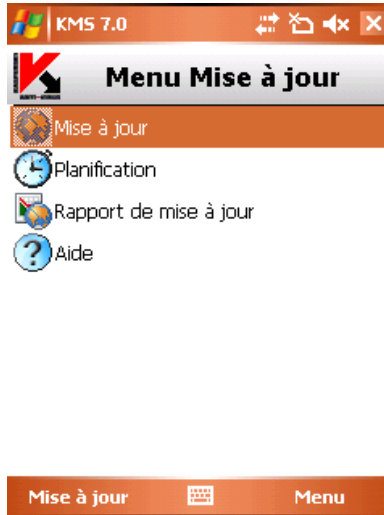 KMS 7.0
Menu Mise à jour
Mise à jour
Planification
Rapport de mise à jour
Aide
Mise à jour
Menu